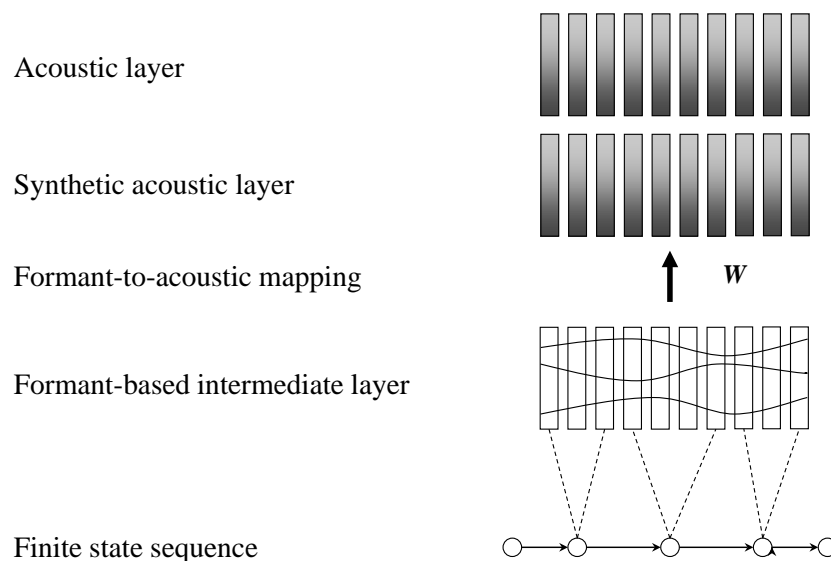 Acoustic layer
Synthetic acoustic layer
Formant-to-acoustic mapping
W
Formant-based intermediate layer
Finite state sequence